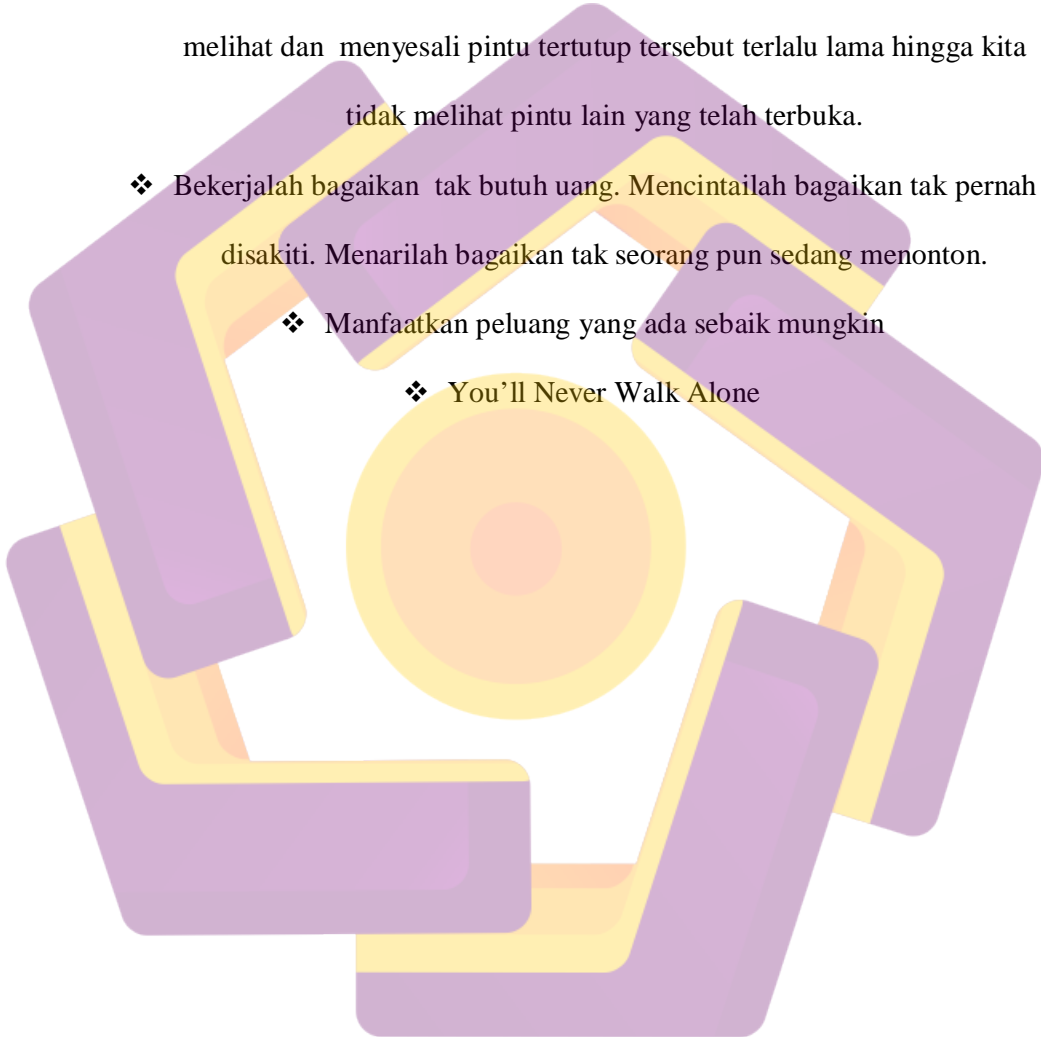 melihat dan  menyesali pintu tertutup tersebut terlalu lama hingga kita
tidak melihat pintu lain yang telah terbuka.
❖ Bekerjalah bagaikan  tak butuh uang. Mencintailah bagaikan tak pernah
disakiti. Menarilah bagaikan tak seorang pun sedang menonton.
❖ Manfaatkan peluang yang ada sebaik mungkin
❖ You’ll Never Walk Alone